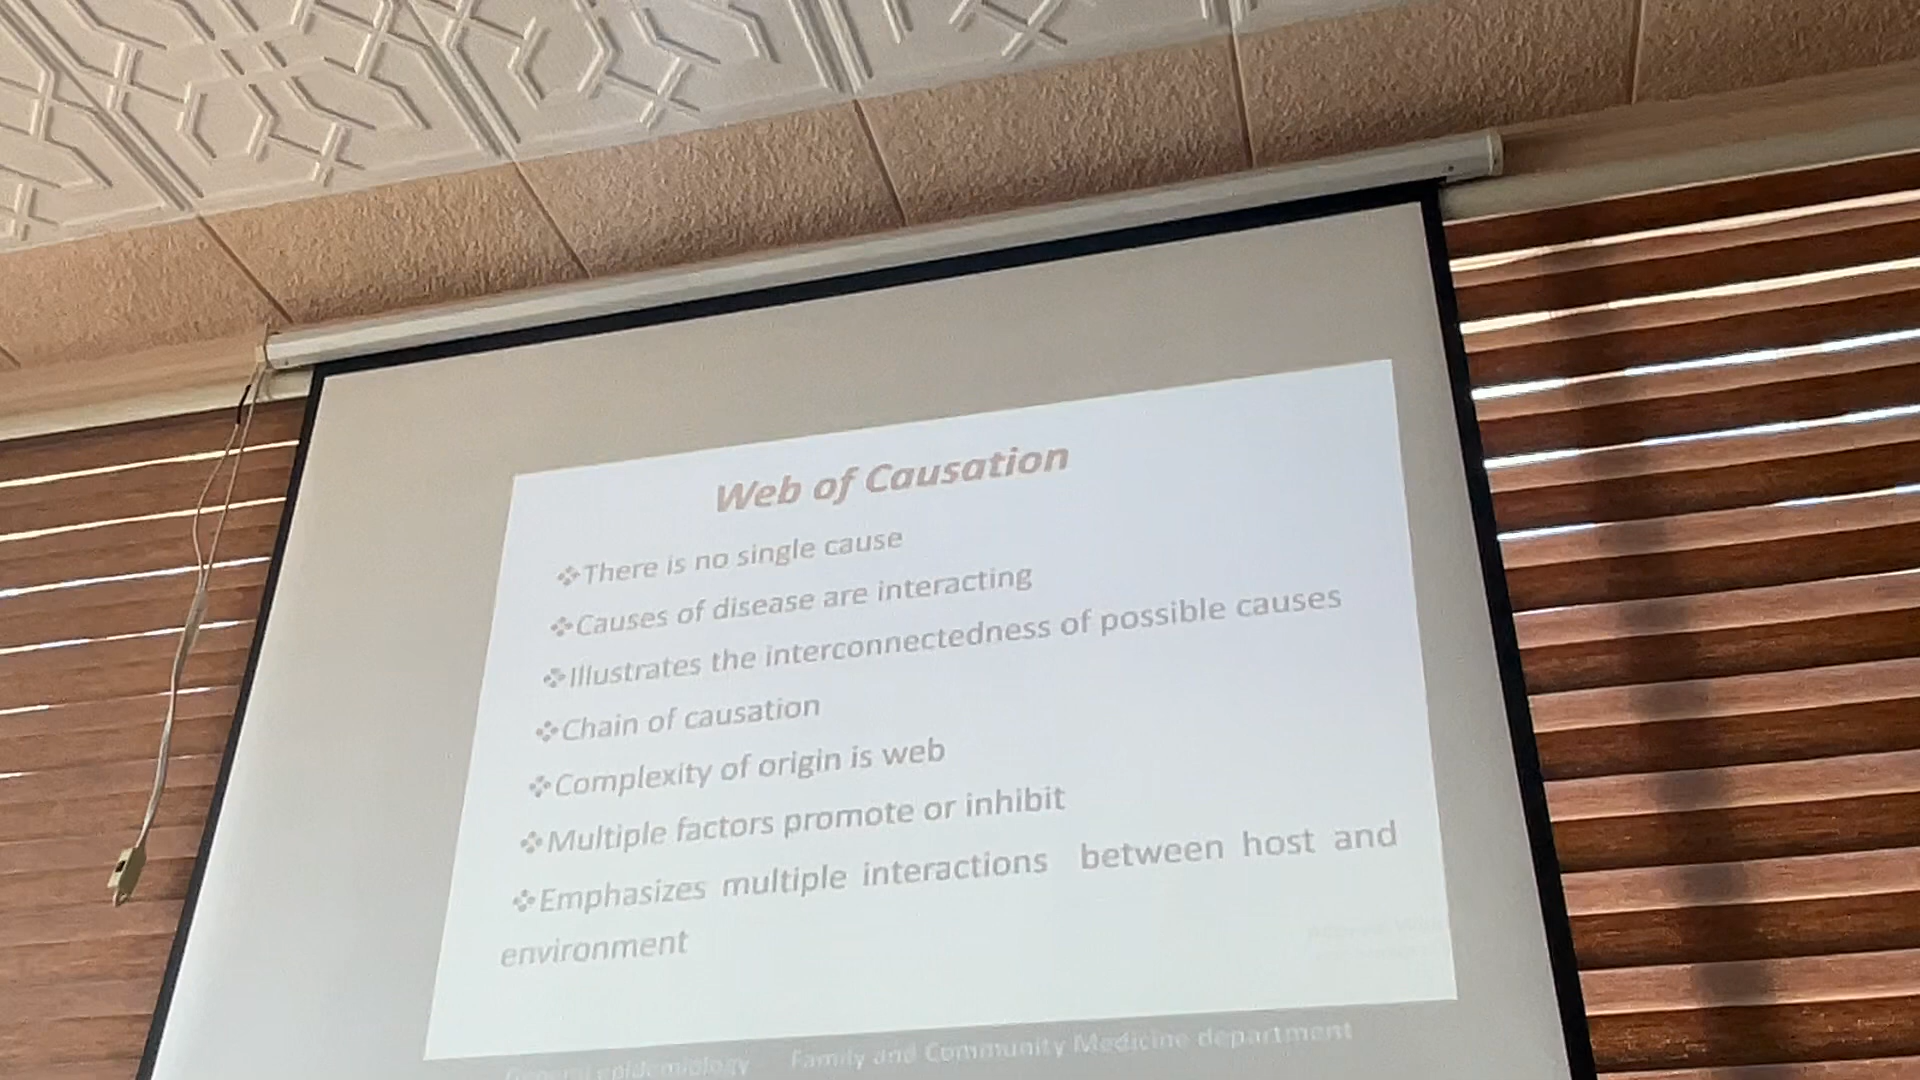 Web of Causation
❖There is no single cause
❖Causes of disease are interacting
❖Illustrates the interconnectedness of possible causes
❖Chain of causation
❖Complexity of origin is web
❖Multiple factors promote or inhibit
❖Emphasizes multiple interactions between host and
environment
General epidemiology Family and Community Medicine department